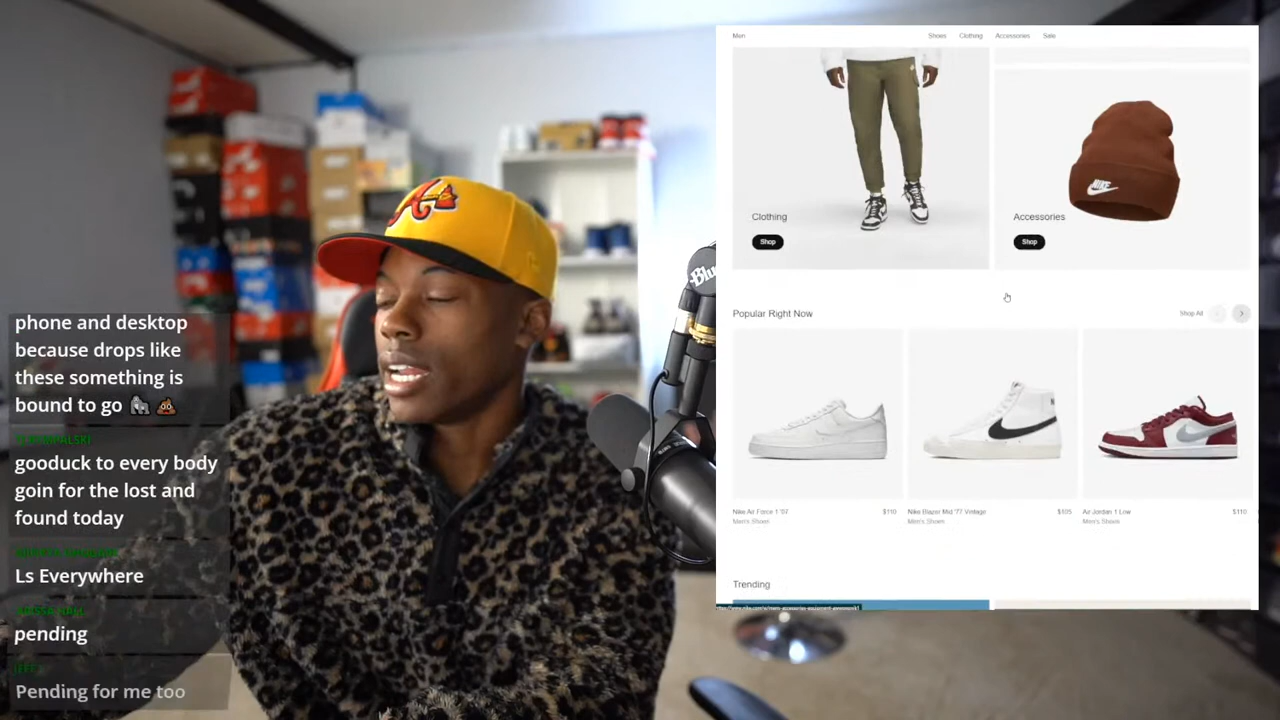 phone and desktop
because drops like
these something is
bound to go 🦍 💩
gooduck to every body
goin for the lost and
found today
Ls Everywhere
pending
Pending for me too
A
Blue
Men
Shoes
Clothing
Accessories
Sale
NIKE
Clothing
Accessories
Shop
Shop
Popular Right Now
Shop All
Nike Air Force 1 '07
$110
Nike Blazer Mid '77 Vintage
$105
Air Jordan 1 Low
$110
Men's Shoes
Men's Shoes
Men's Shoes
Trending